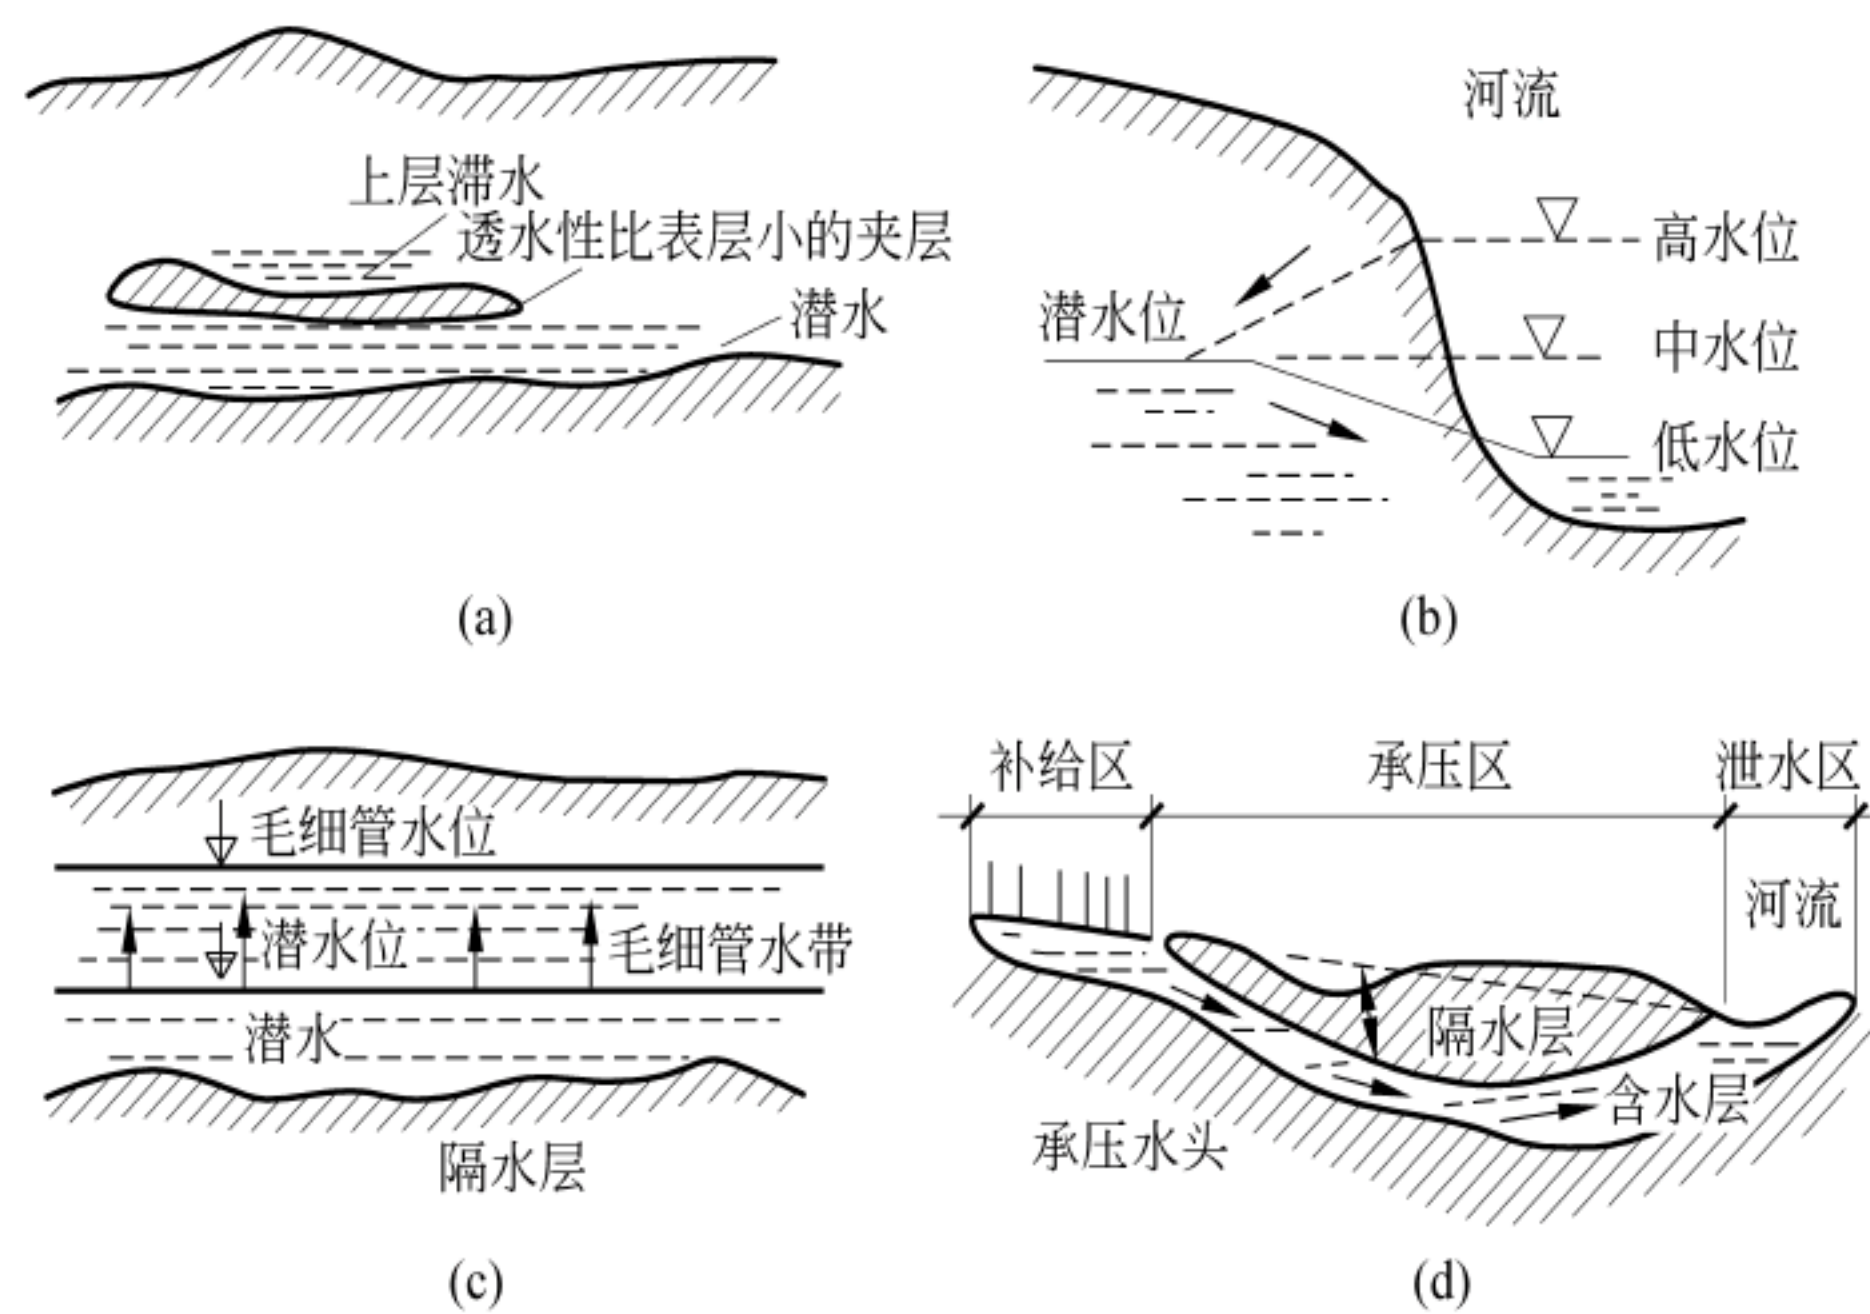 上层滞水
透水性比表层小的夹层
潜水
(a)
河流
高水位
潜水位
中水位
低水位
(b)
毛细管水位
潜水位
毛细管水带
潜水
隔水层
(c)
补给区
承压区
泄水区
河流
隔水层
含水层
承压水头
(d)